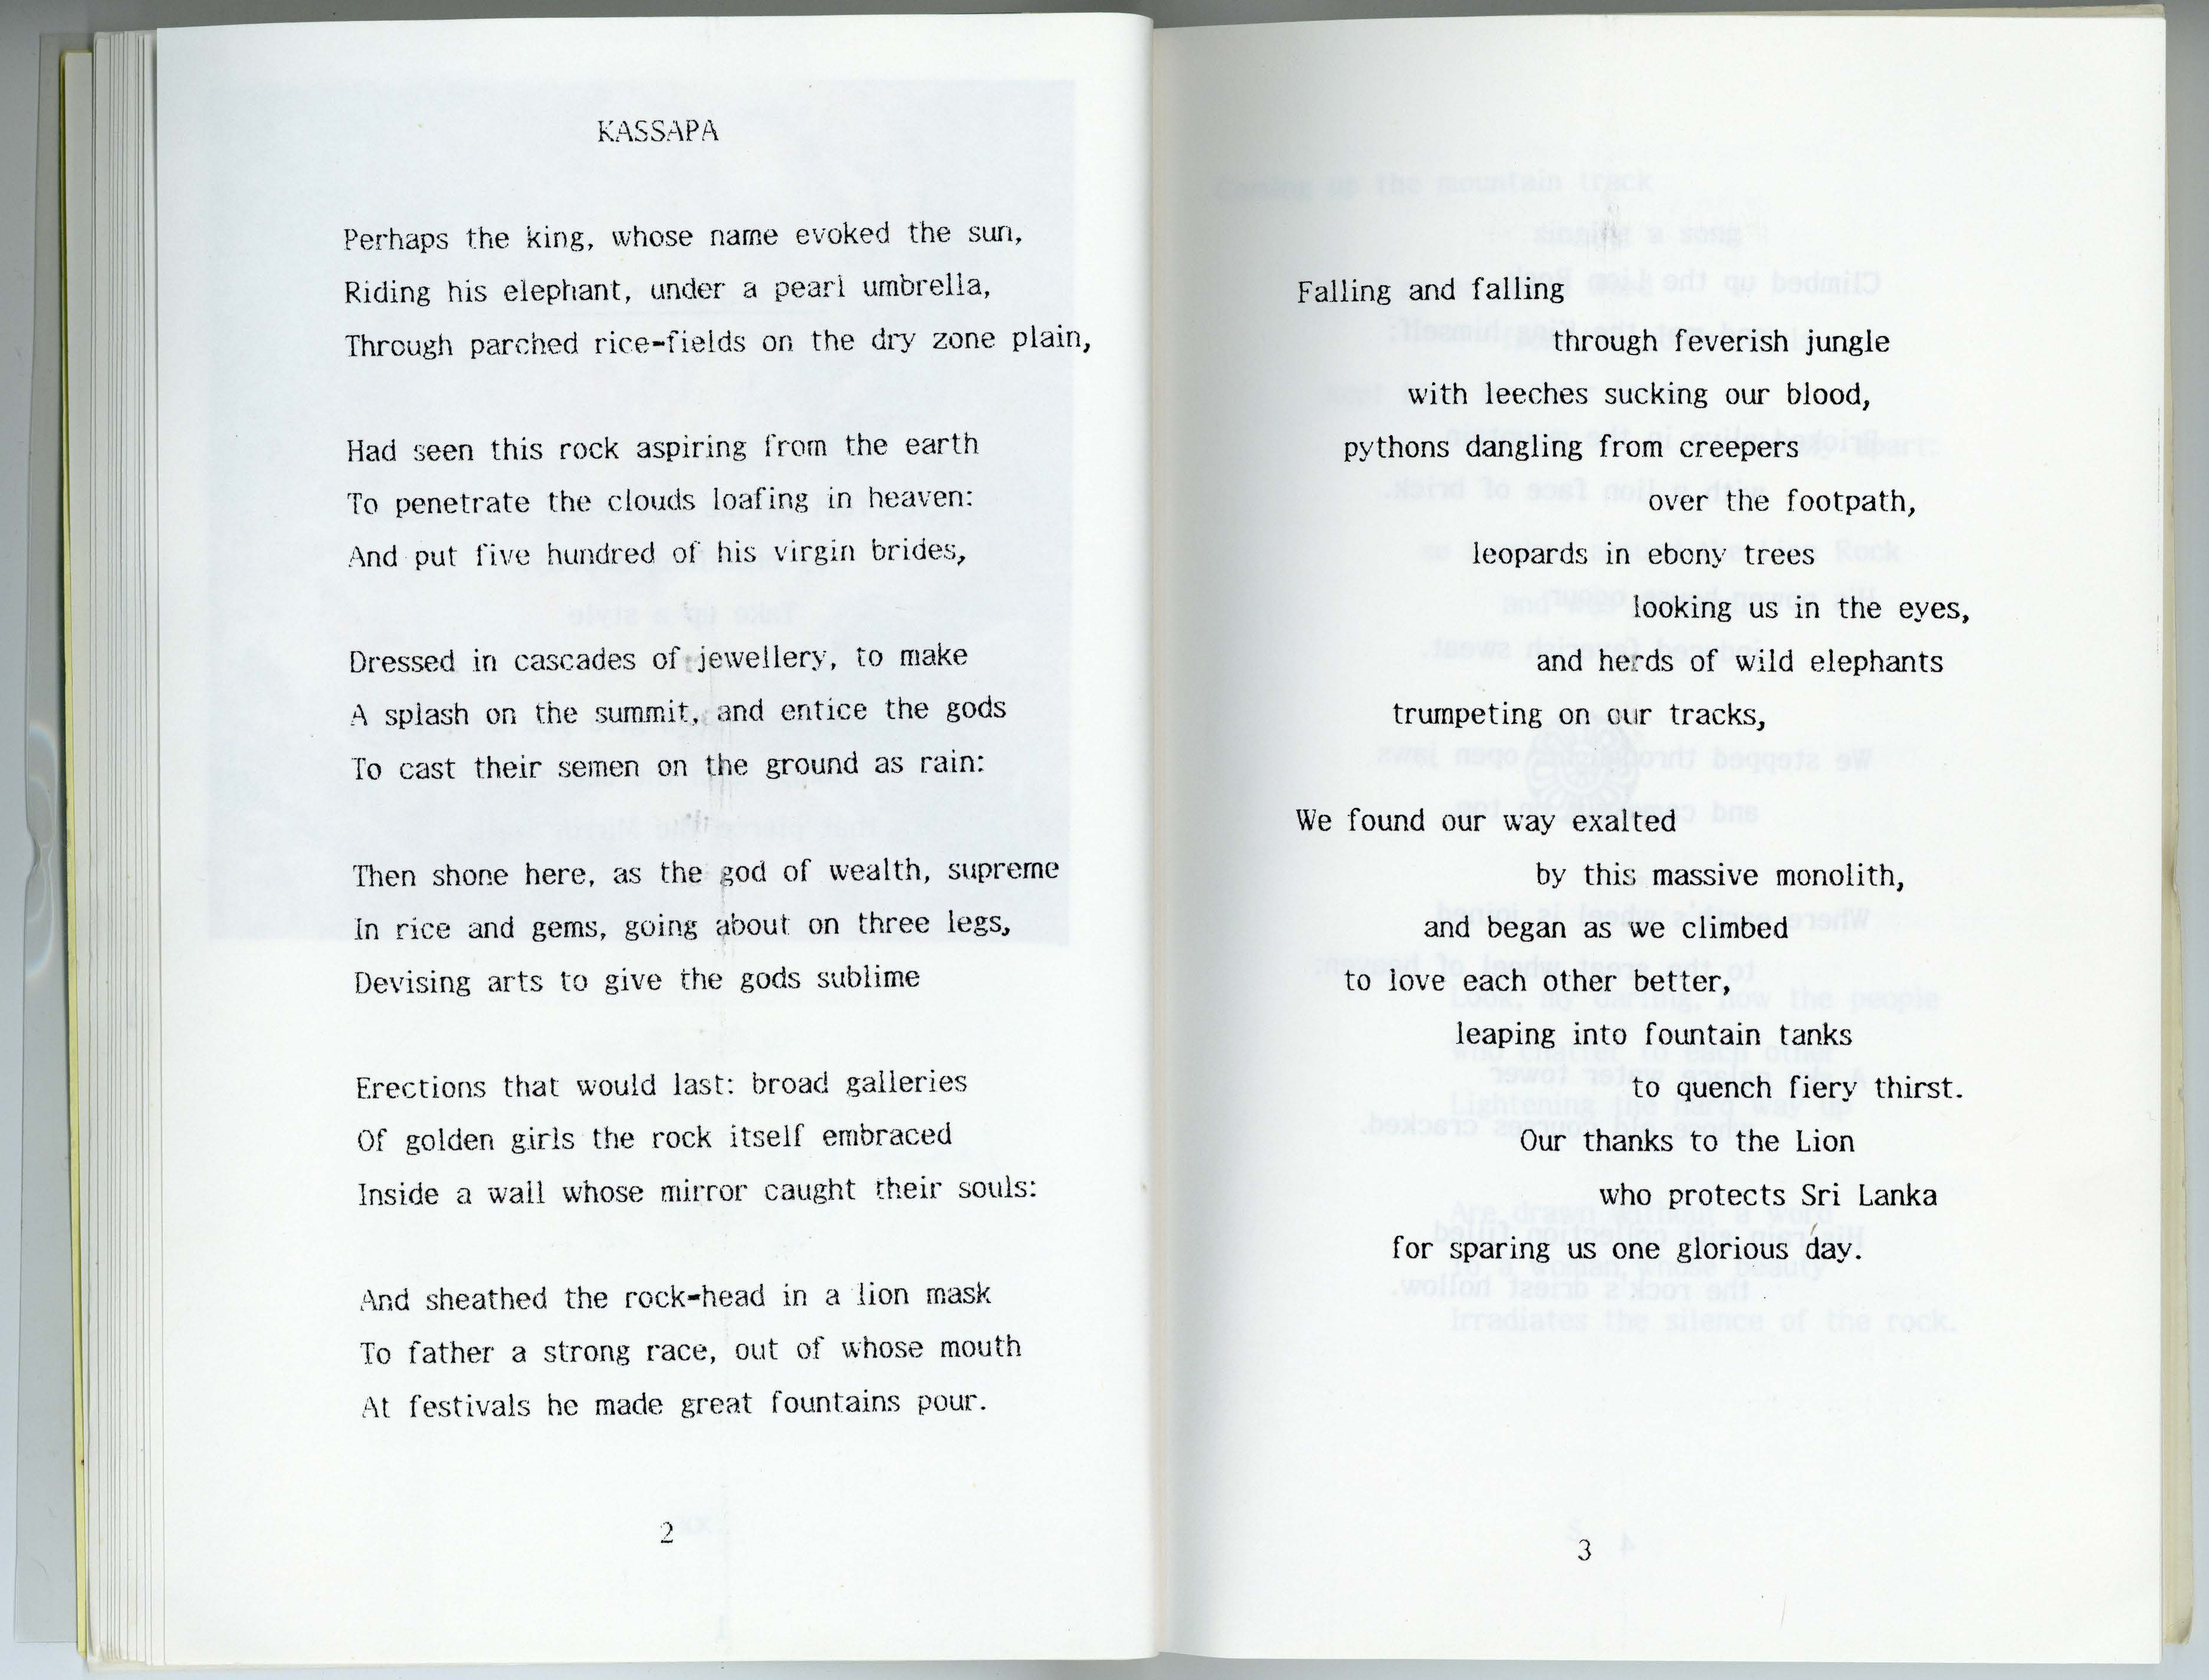 KASSAPA
Perhaps the king, whose name evoked the sun,
Riding his elephant, under a pearl umbrella,
Through parched rice-fields on the dry zone plain,
Had seen this rock aspiring from the earth
To penetrate the clouds loafing in heaven:
And put five hundred of his virgin brides,
Dressed in cascades of jewellery, to make
A splash on the summit, and entice the gods
To cast their semen on the ground as rain:
Then shone here, as the god of wealth, supreme
In rice and gems, going about on three legs,
Devising arts to give the gods sublime
Erections that would last: broad galleries
Of golden girls the rock itself embraced
Inside a wall whose mirror caught their souls:
And sheathed the rock-head in a lion mask
To father a strong race, out of whose mouth
At festivals he made great fountains pour.
2
Falling and falling
through feverish jungle
with leeches sucking our blood,
pythons dangling from creepers
over the footpath,
leopards in ebony trees
looking us in the eyes,
and herds of wild elephants
trumpeting on our tracks,
We found our way exalted
by this massive monolith,
and began as we climbed
to love each other better,
leaping into fountain tanks
to quench fiery thirst.
Our thanks to the Lion
who protects Sri Lanka
for sparing us one glorious day.
3